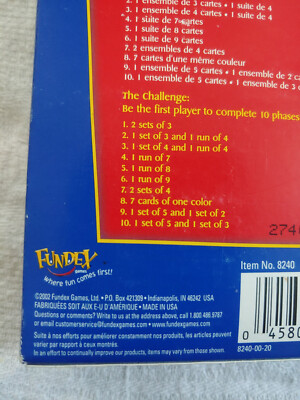 3. 1 ensemble de 4 cartes • 1 suite de 4
4. 1 suite de 7 cartes
5. 1 suite de 8 cartes
6. 1 suite de 9 cartes
7. 2 ensembles de 4 cartes
8. 7 cartes d'une même couleur
9. 1 ensemble de 5 cartes • 1 ensemble de 2 ca
10. 1 ensemble de 5 cartes • 1 ensemble de 3
The Challenge:
Be the first player to complete 10 phases
1. 2 sets of 3
2. 1 set of 3 and 1 run of 4
3. 1 set of 4 and 1 run of 4
4. 1 run of 7
5. 1 run of 8
6. 1 run of 9
7. 2 sets of 4
8. 7 cards of one color
9. 1 set of 5 and 1 set of 2
10. 1 set of 5 and 1 set of 3
2740
FUNDEX
Games
where fun comes first!
Item No. 8240
©2002 Fundex Games, Ltd. • P.O. Box 421309 • Indianapolis, IN 46242 USA
FABRIQUÉES SOIT AUX E-U D'AMÉRIQUE • MADE IN USA
Questions or comments? Write to us at the address above, call 1.800.486.9787
or email customerservice@fundexgames.com • www.fundexgames.com
Suite à nos efforts pour améliorer constamment nos produits, les articles peuvent
varier par rapport à ceux illustrés ici.
In an effort to continually improve our products, items may vary from those shown.
0 4580
8240-00-20